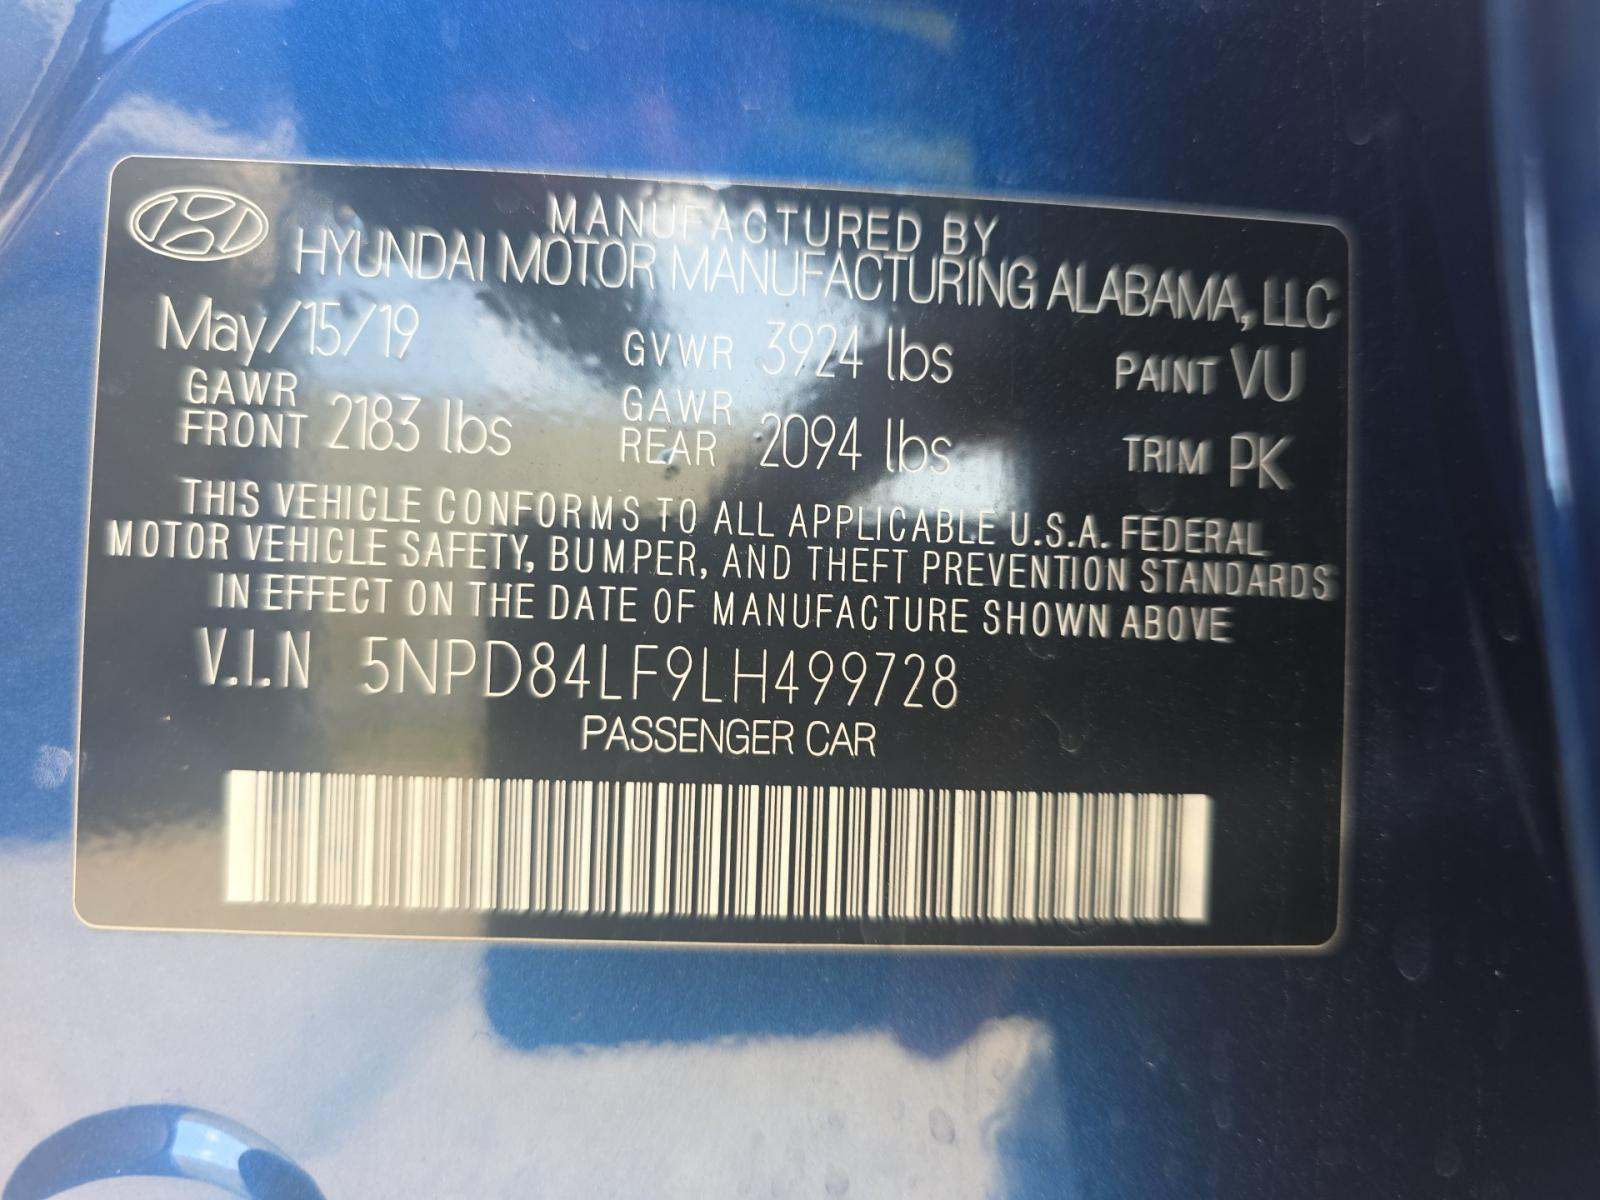 MANUFACTURED BY
HYUNDAI MOTOR MANUFACTURING ALABAMA, LLC
May/15/19 GVWR 3924 lbs PAINT VU
GAWR FRONT 2183 lbs GAWR REAR 2094 lbs TRIM PK
THIS VEHICLE CONFORMS TO ALL APPLICABLE U.S.A. FEDERAL
MOTOR VEHICLE SAFETY, BUMPER, AND THEFT PREVENTION STANDARDS
IN EFFECT ON THE DATE OF MANUFACTURE SHOWN ABOVE
V.I.N 5NPD84LF9LH499728
PASSENGER CAR